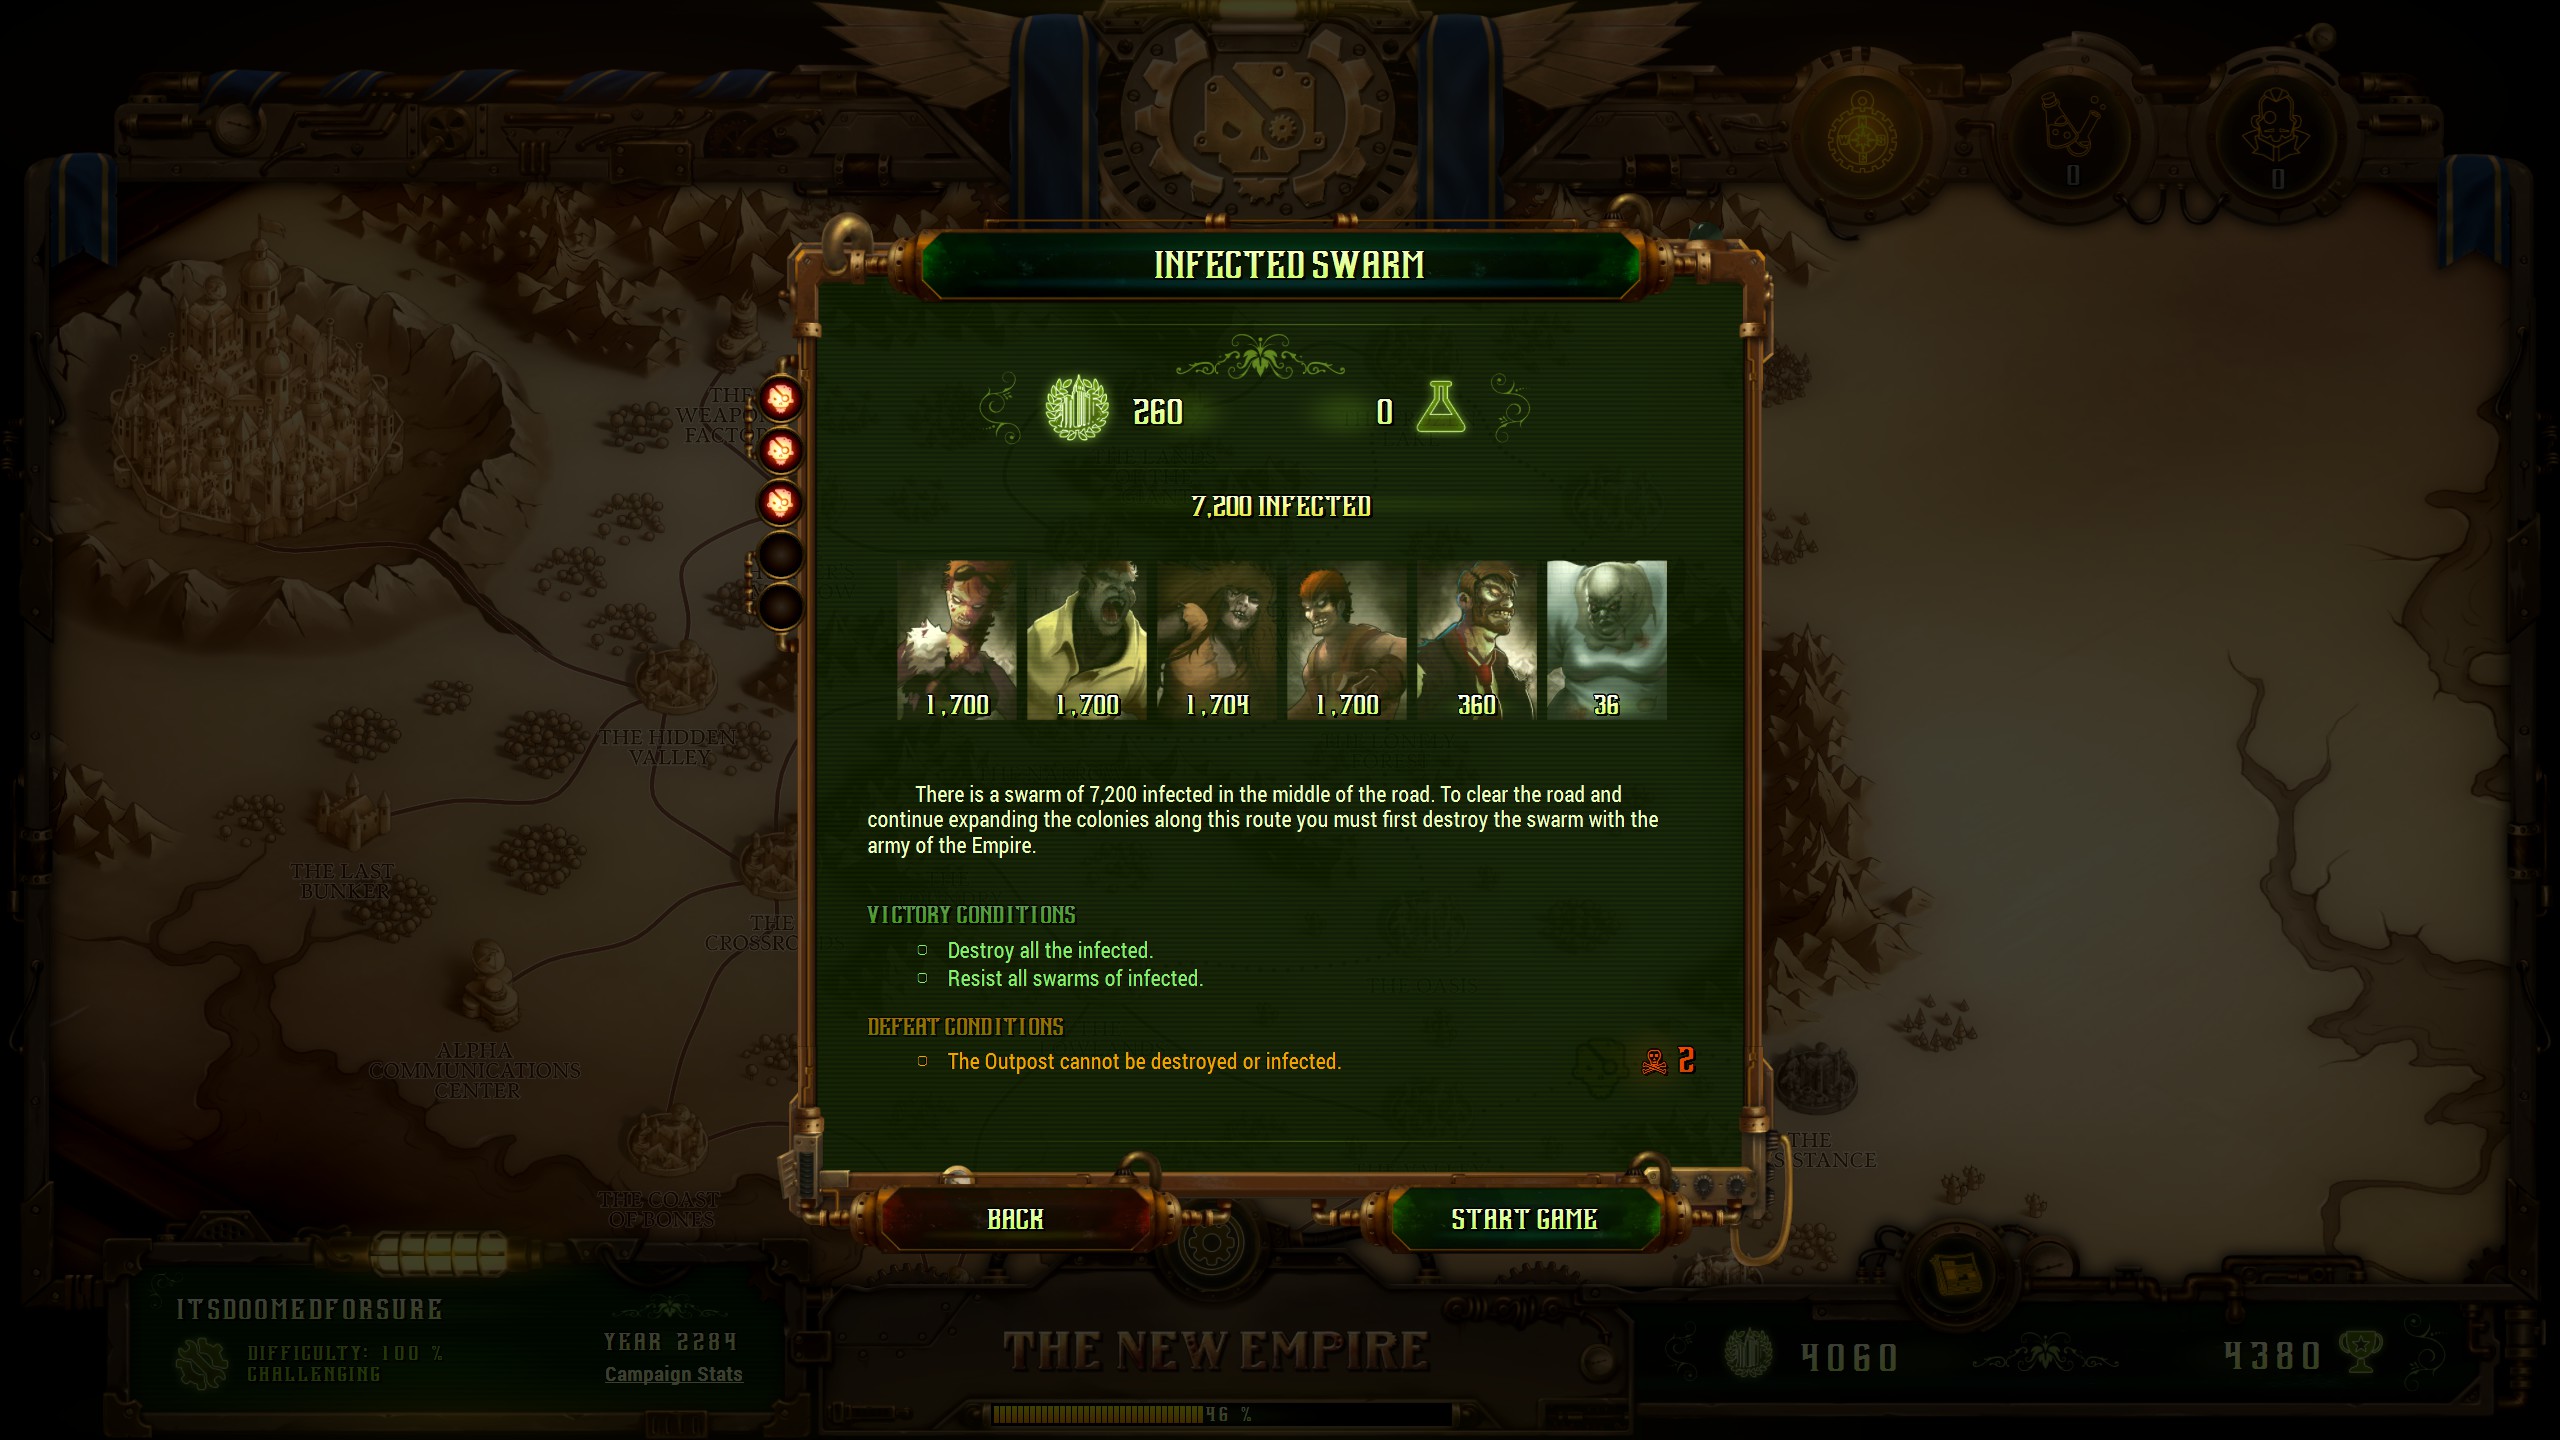 0
0
INFECTED SWARM
260
0
7,200 INFECTED
1,700
1,700
1,704
1,700
360
36
There is a swarm of 7,200 infected in the middle of the road. To clear the road and
continue expanding the colonies along this route you must first destroy the swarm with the
army of the Empire.
VICTORY CONDITIONS
Destroy all the infected.
Resist all swarms of infected.
DEFEAT CONDITIONS
The Outpost cannot be destroyed or infected.
2
BACK
START GAME
THE
THE HIDDEN
VALLEY
THE LAST
BUNKER
THE
ALPHA
COMMUNICATIONS
CENTER
THE COAST
OF BONES
THE OASIS
THE
ITSDOOMEDFORSURE
DIFFICULTY: 100 %
CHALLENGING
YEAR 2284
Campaign Stats
THE NEW EMPIRE
46 %
4060
4380